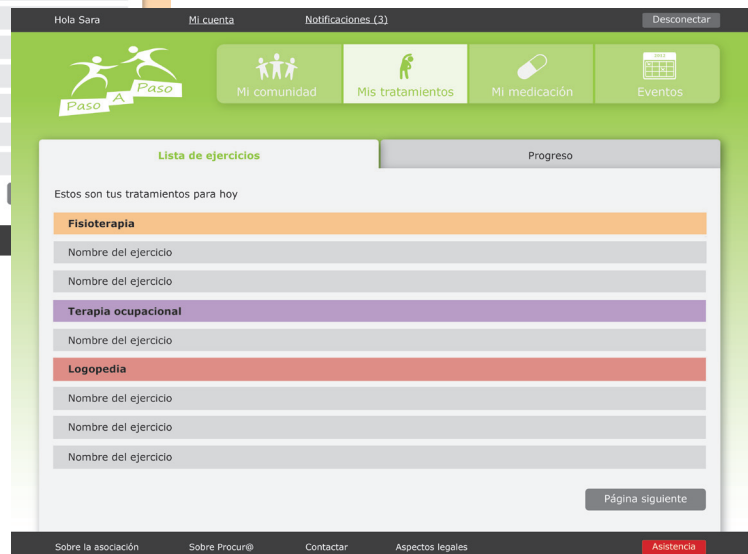 Hola Sara Mi cuenta Notificaciones (3) Desconectar
Paso A Paso
Mi comunidad Mis tratamientos Mi medicación Eventos
Lista de ejercicios Progreso
Estos son tus tratamientos para hoy
Fisioterapia
Nombre del ejercicio
Nombre del ejercicio
Terapia ocupacional
Nombre del ejercicio
Logopedia
Nombre del ejercicio
Nombre del ejercicio
Nombre del ejercicio
Página siguiente
Sobre la asociación Sobre Procur@ Contactar Aspectos legales Asistencia